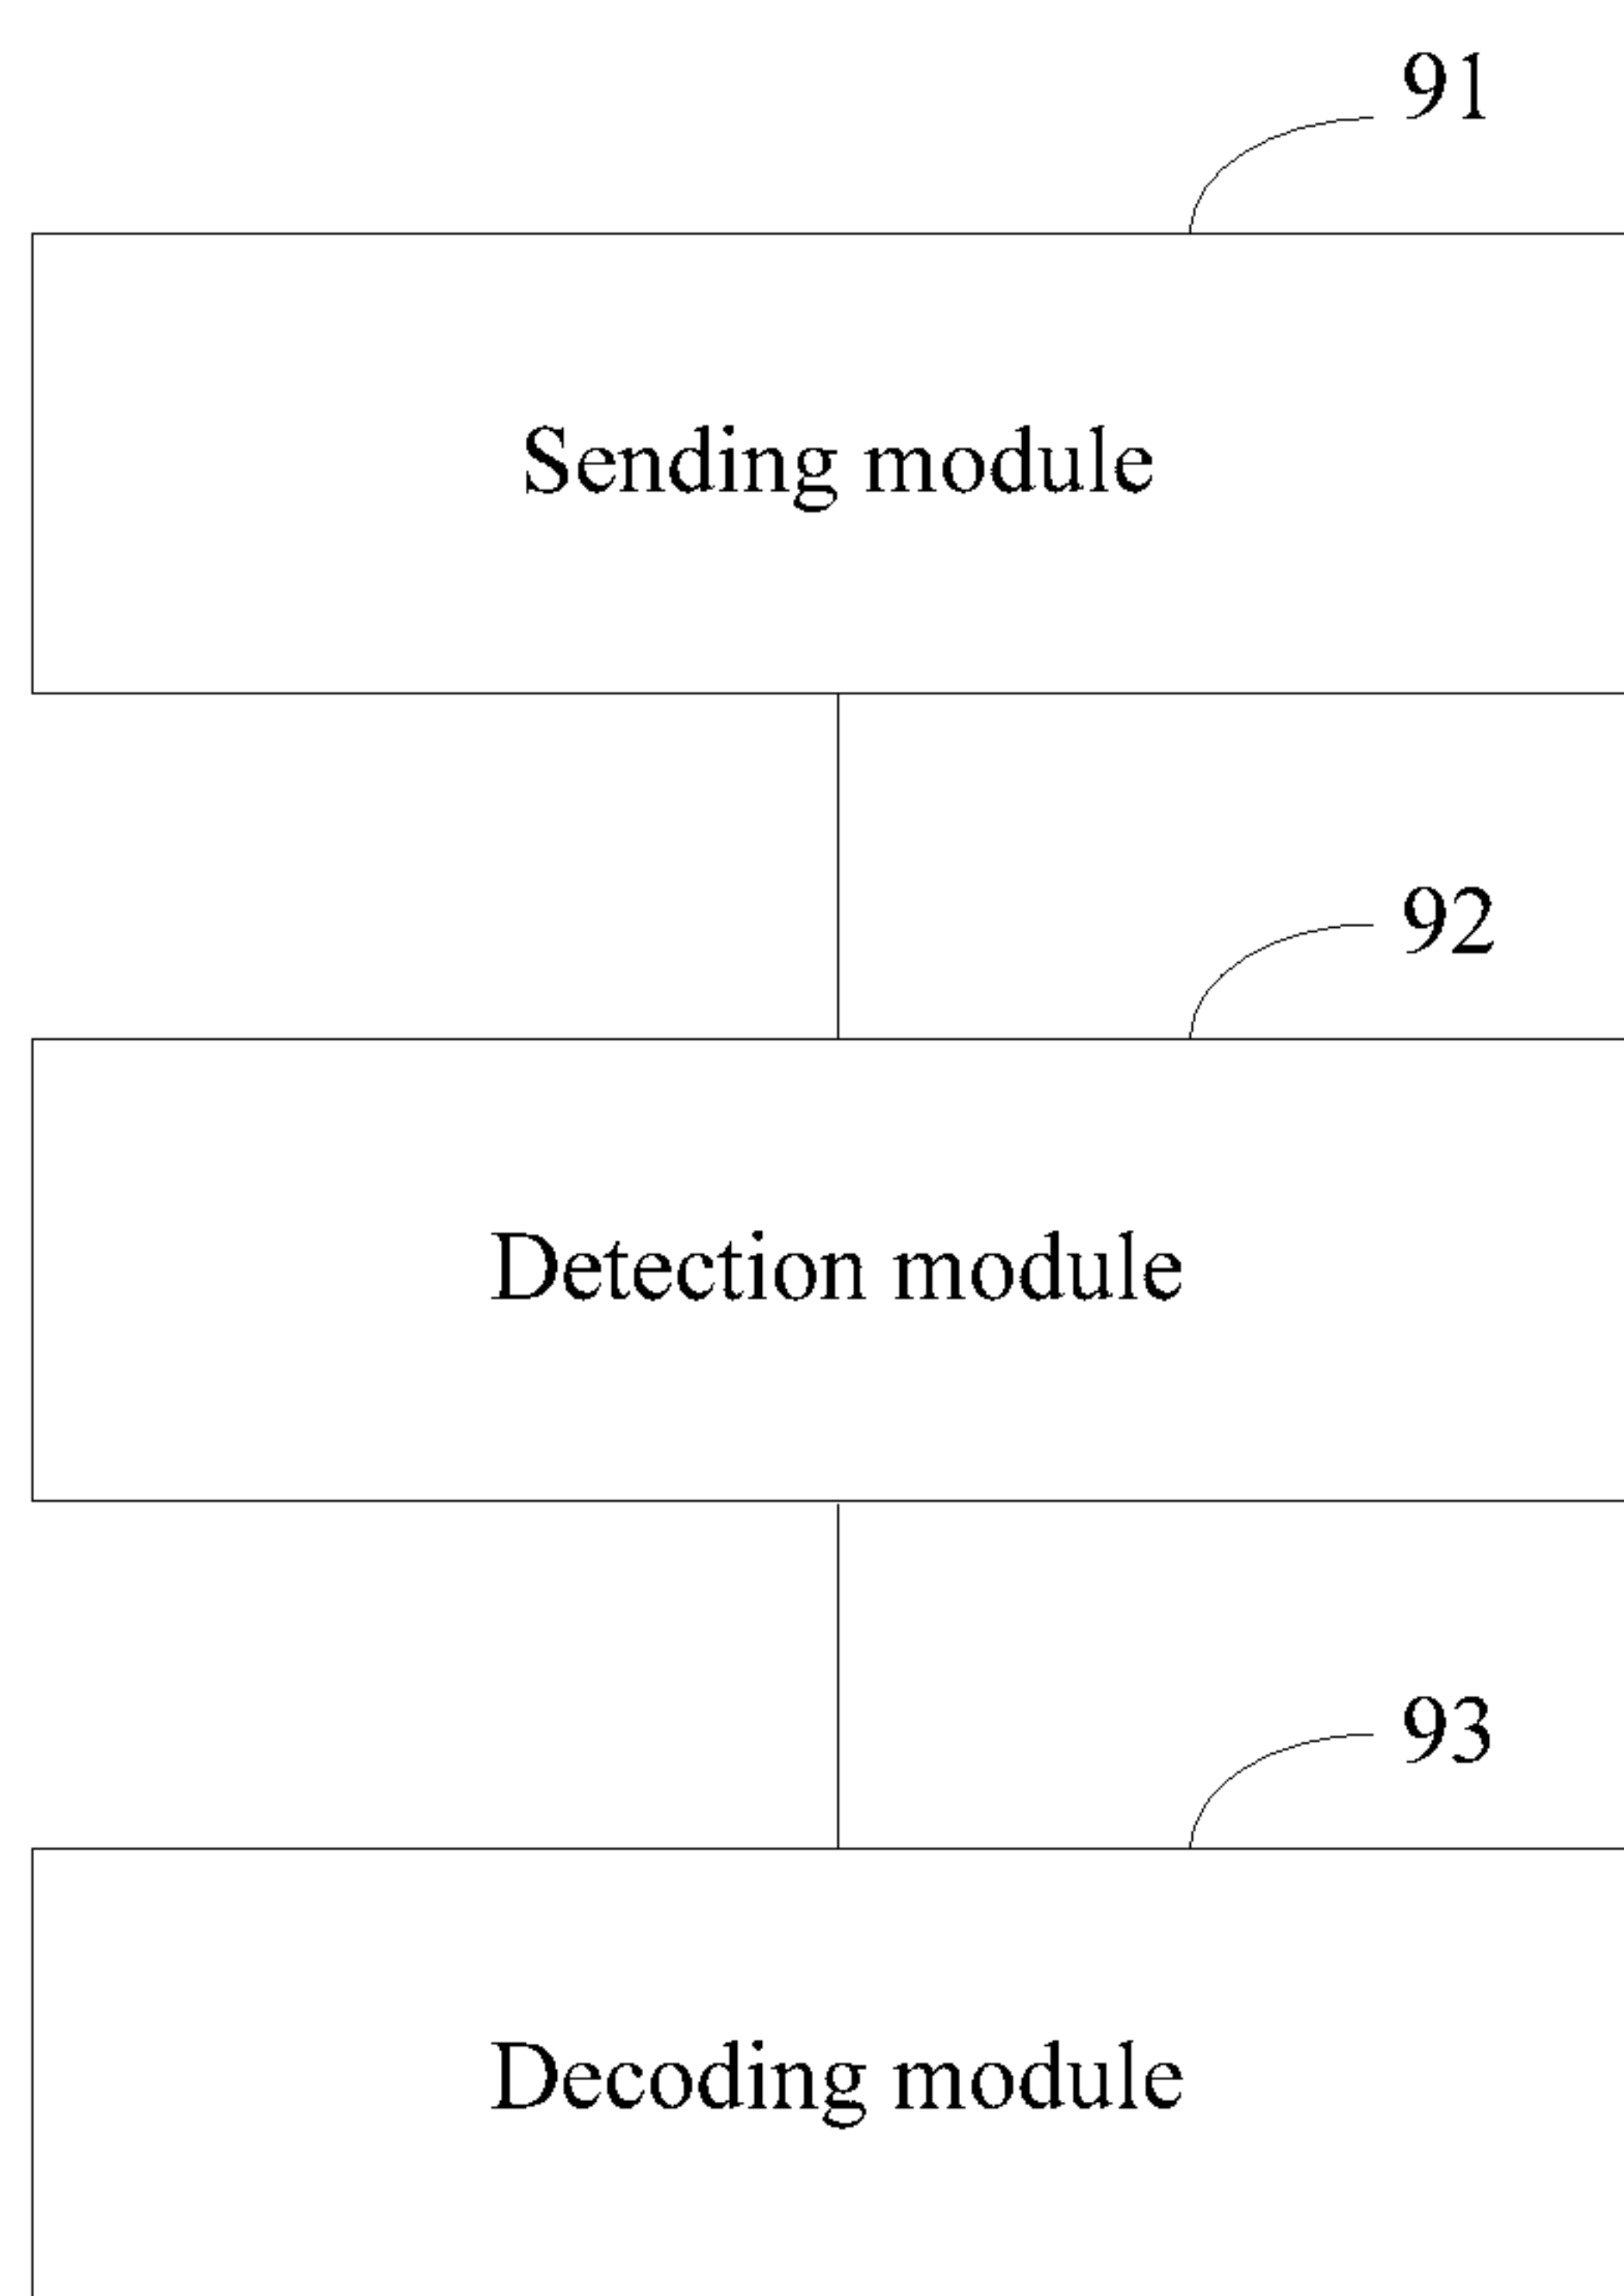 91
Sending module
92
Detection module
93
Decoding module